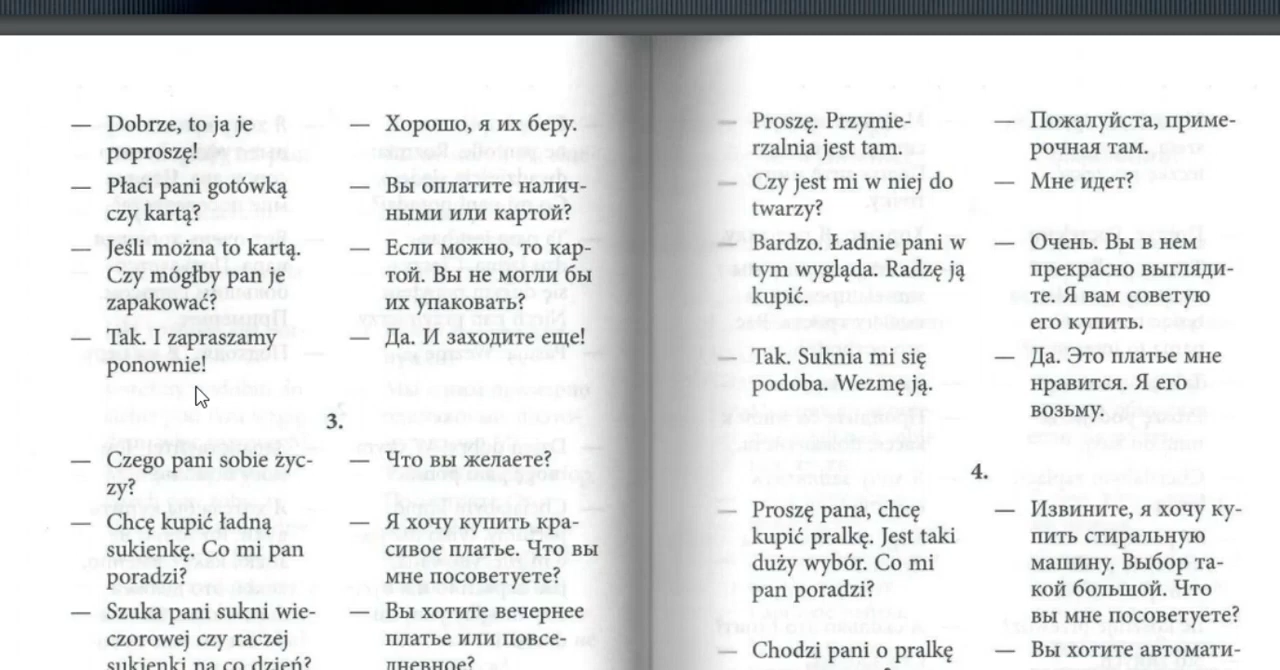 — Dobrze, to ja je
poproszę!
— Płaci pani gotówką
czy kartą?
— Jeśli można to kartą.
Czy mógłby pan je
zapakować?
— Tak. I zapraszamy
ponownie!
— Хорошо, я их беру.
— Вы оплатите налич-
ными или картой?
— Если можно, то кар-
той. Вы не могли бы
их упаковать?
— Да. И заходите еще!
3.
— Czego pani sobie życ-
zy?
— Chcę kupić ładną
sukienkę. Co mi pan
poradzi?
— Szuka pani sukni wie-
czorowej czy raczej
sukienki na co dzień?
— Что вы желаете?
— Я хочу купить кра-
сивое платье. Что вы
мне посоветуете?
— Вы хотите вечернее
платье или повсе-
дневное?
— Proszę. Przymie-
rzalnia jest tam.
— Czy jest mi w niej do
twarzy?
— Bardzo. Ładnie pani w
tym wygląda. Radzę ją
kupić.
— Tak. Suknia mi się
podoba. Wezmę ją.
— Пожалуйста, приме-
рочная там.
— Мне идет?
— Очень. Вы в нем
прекрасно выгляди-
те. Я вам советую
его купить.
— Да. Это платье мне
нравится. Я его
возьму.
4.
— Proszę pana, chcę
kupić pralkę. Jest taki
duży wybór. Co mi
pan poradzi?
— Chodzi pani o pralkę
— Извините, я хочу ку-
пить стиральную
машину. Выбор та-
кой большой. Что
вы мне посоветуете?
— Вы хотите автомати-